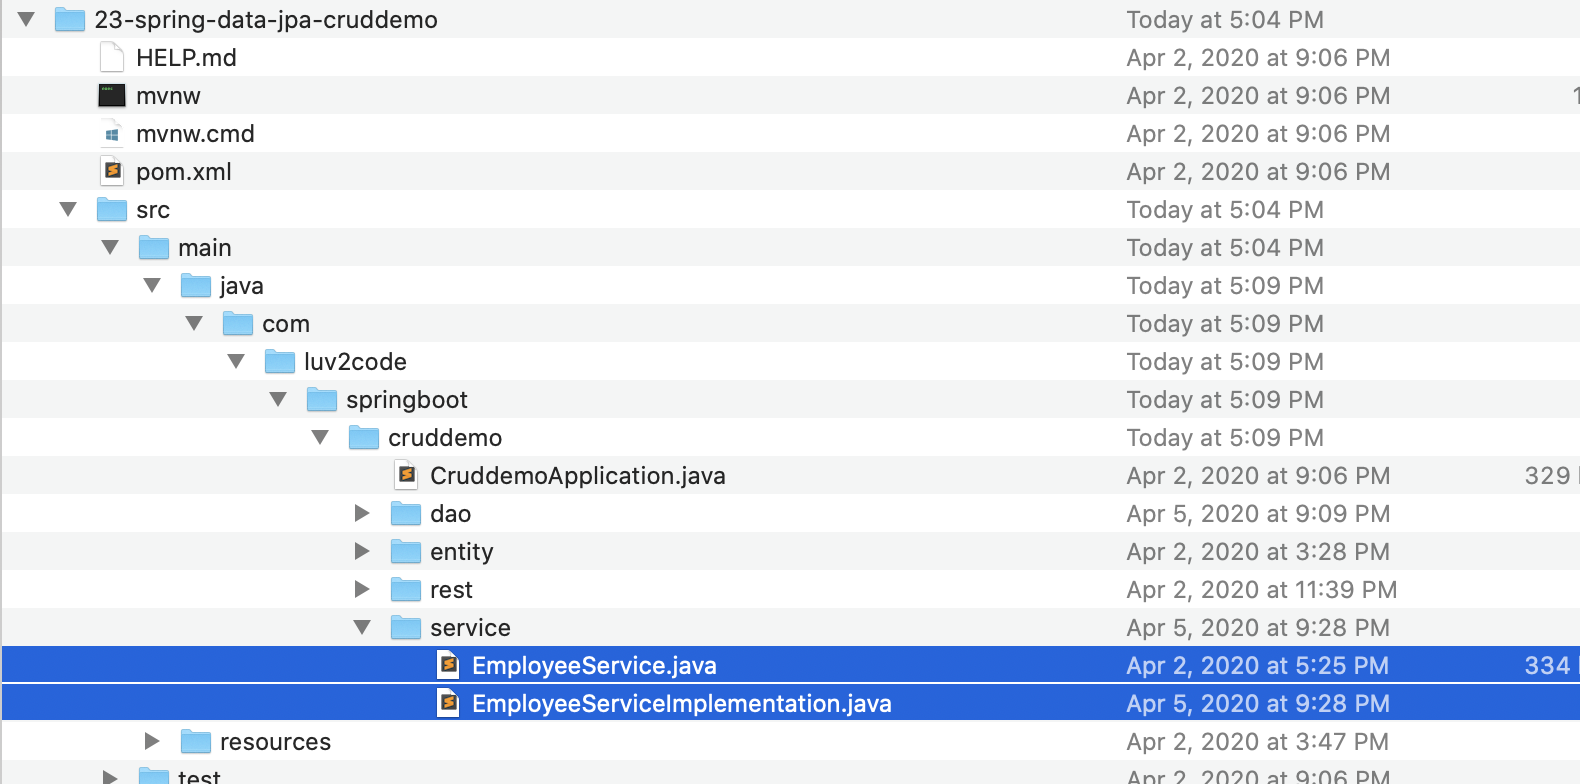 23-spring-data-jpa-cruddemo Today at 5:04 PM
HELP.md Apr 2, 2020 at 9:06 PM
mvnw Apr 2, 2020 at 9:06 PM
mvnw.cmd Apr 2, 2020 at 9:06 PM
pom.xml Apr 2, 2020 at 9:06 PM
src Today at 5:04 PM
main Today at 5:04 PM
java Today at 5:09 PM
com Today at 5:09 PM
luv2code Today at 5:09 PM
springboot Today at 5:09 PM
cruddemo Today at 5:09 PM
CruddemoApplication.java Apr 2, 2020 at 9:06 PM 329
dao Apr 5, 2020 at 9:09 PM
entity Apr 2, 2020 at 3:28 PM
rest Apr 2, 2020 at 11:39 PM
service Apr 5, 2020 at 9:28 PM
EmployeeService.java Apr 2, 2020 at 5:25 PM 334
EmployeeServiceImplementation.java Apr 5, 2020 at 9:28 PM
resources Apr 2, 2020 at 3:47 PM
test Apr 2, 2020 at 9:06 PM